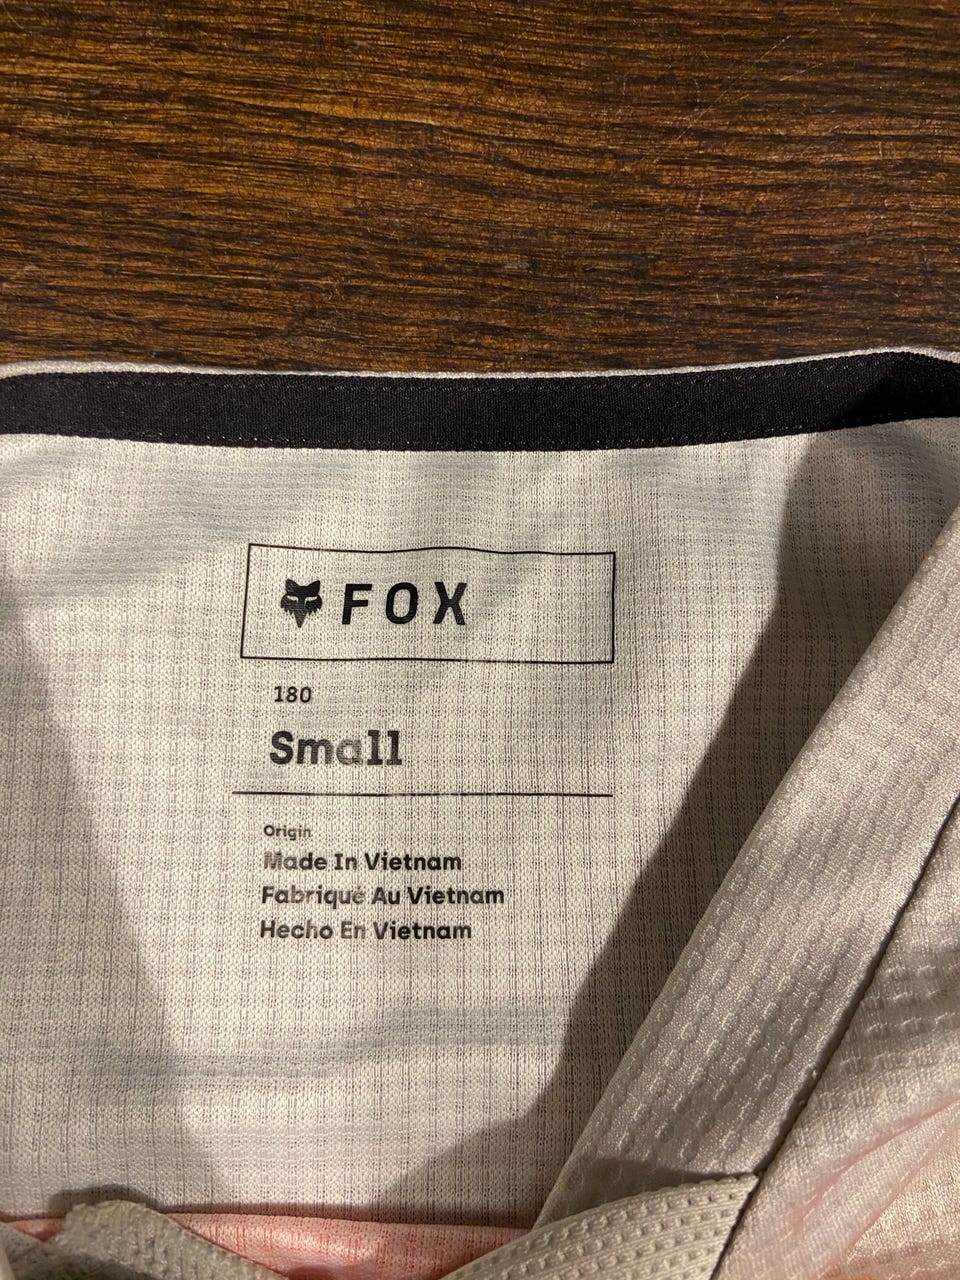 FOX
180
Small
Origin
Made In Vietnam
Fabriqué Au Vietnam
Hecho En Vietnam